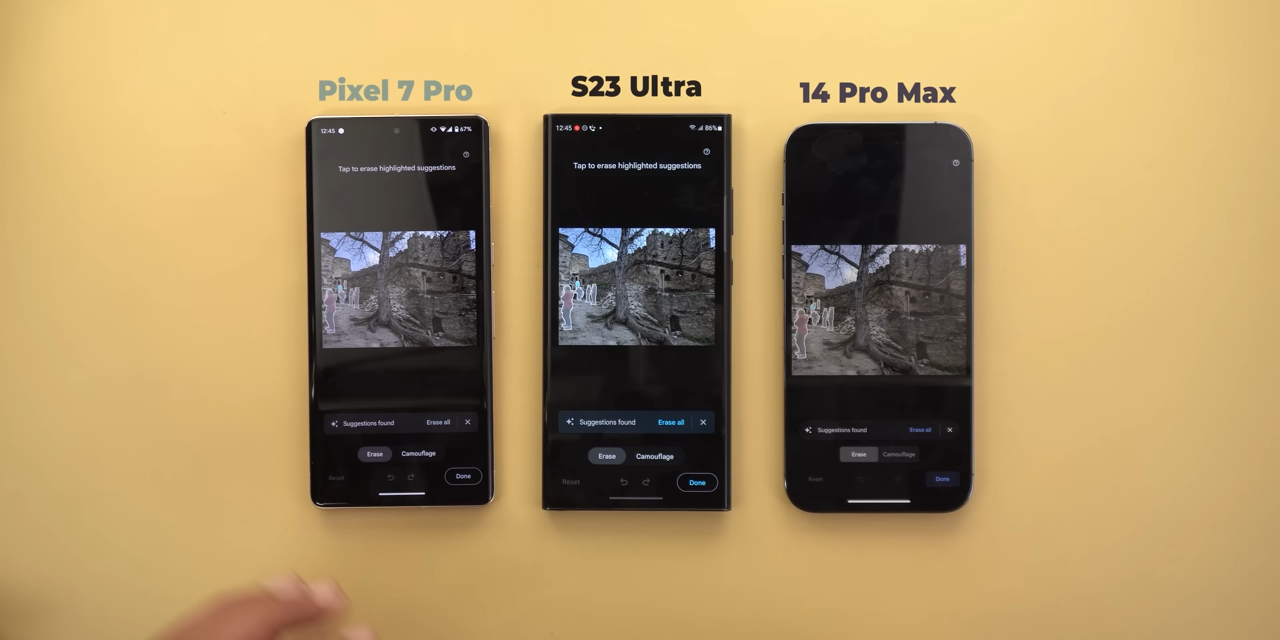 Pixel 7 Pro
12:45
67%
Tap to erase highlighted suggestions
Suggestions found
Erase all
Erase
Camouflage
Reset
Done
S23 Ultra
12:45
86%
Tap to erase highlighted suggestions
Suggestions found
Erase all
Erase
Camouflage
Reset
Done
14 Pro Max
Suggestions found
Erase all
Erase
Camouflage
Reset
Done